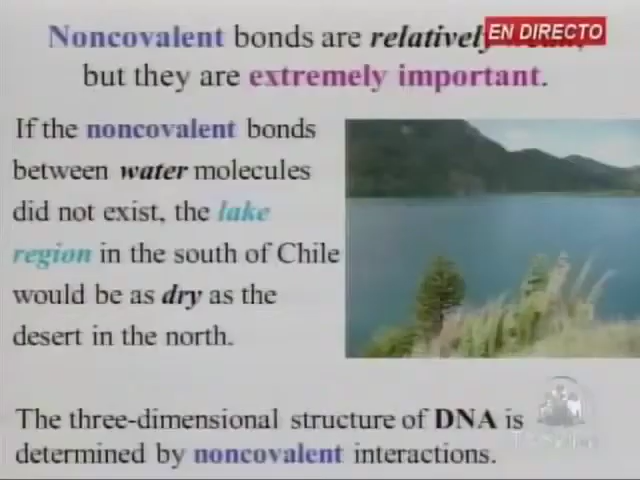 Noncovalent bonds are relatively
EN DIRECTO
but they are extremely important.
If the noncovalent bonds
between water molecules
did not exist, the lake
region in the south of Chile
would be as dry as the
desert in the north.
The three-dimensional structure of DNA is
determined by noncovalent interactions.